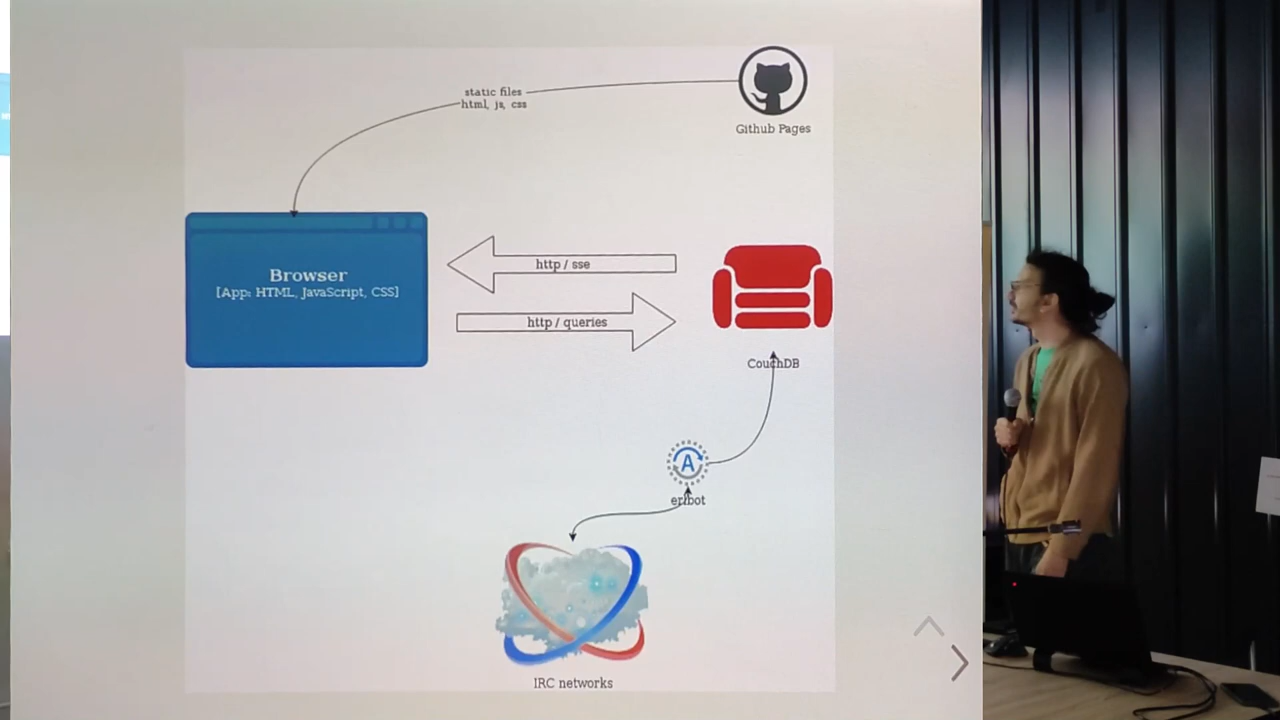 static files
html, js, css
Github Pages
Browser
[App: HTML, JavaScript, CSS]
http / sse
http / queries
CouchDB
A
erlbot
IRC networks